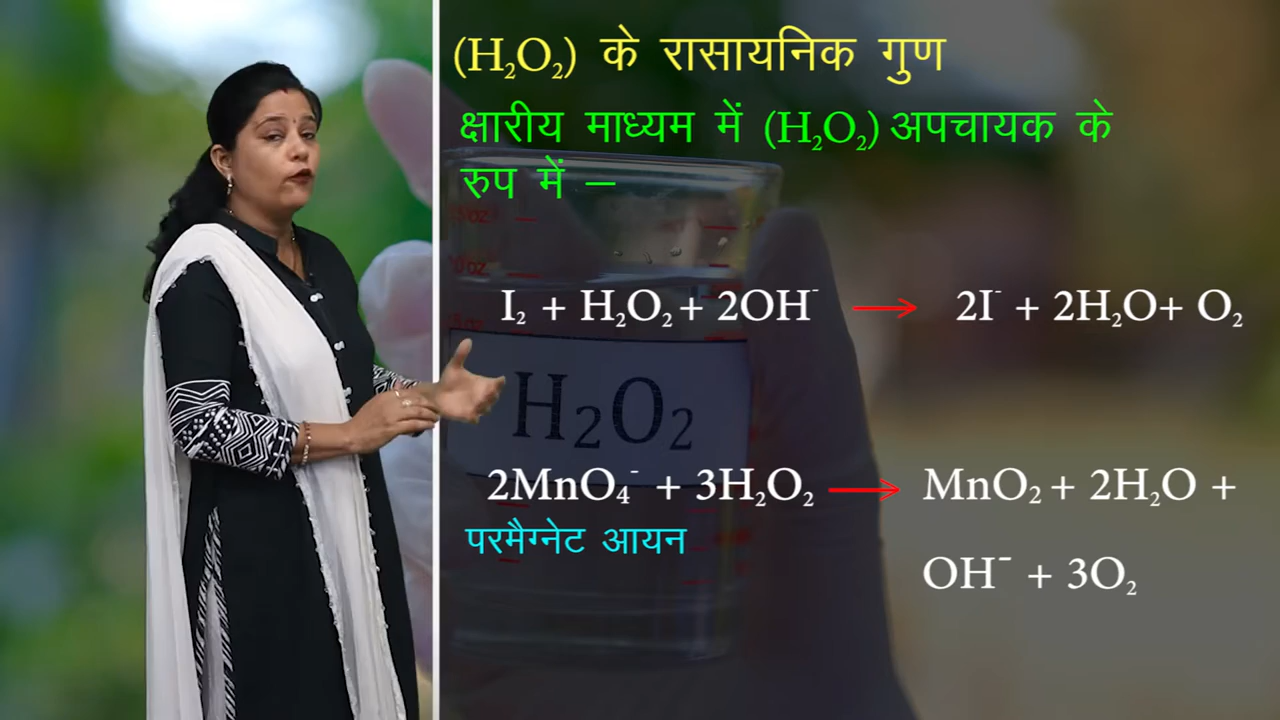 (H₂O₂) के रासायनिक गुण
क्षारीय माध्यम में (H₂O₂) अपचायक के
रुप में –
I₂ + H₂O₂ + 2OH⁻ → 2I⁻ + 2H₂O + O₂
H₂O₂
2MnO₄⁻ + 3H₂O₂ → MnO₂ + 2H₂O +
परमैग्नेट आयन
OH⁻ + 3O₂